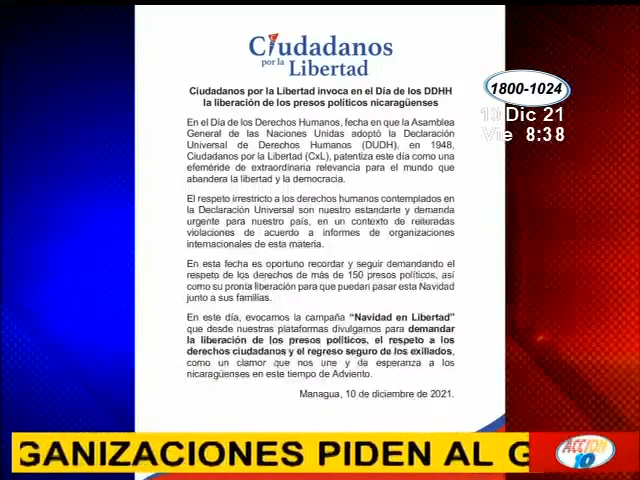 Ciudadanos
por la Libertad
Ciudadanos por la Libertad invoca en el Día de los DDHH
la liberación de los presos políticos nicaragüenses
En el Día de los Derechos Humanos, fecha en que la Asamblea
General de las Naciones Unidas adoptó la Declaración
Universal de Derechos Humanos (DUDH), en 1948,
Ciudadanos por la Libertad (CxL), patentiza este día como una
efeméride de extraordinaria relevancia para el mundo que
abandera la libertad y la democracia.
El respeto irrestricto a los derechos humanos contemplados en
la Declaración Universal son nuestro estandarte y demanda
urgente para nuestro país, en un contexto de reiteradas
violaciones de acuerdo a informes de organizaciones
internacionales de esta materia.
En esta fecha es oportuno recordar y seguir demandando el
respeto de los derechos de más de 150 presos políticos, así
como su pronta liberación para que puedan pasar esta Navidad
junto a sus familias.
En este día, evocamos la campaña “Navidad en Libertad”
que desde nuestras plataformas divulgamos para demandar
la liberación de los presos políticos, el respeto a los
derechos ciudadanos y el regreso seguro de los exiliados,
como un clamor que nos une y da esperanza a los
nicaragüenses en este tiempo de Adviento.
Managua, 10 de diciembre de 2021.
1800-1024
10 Dic 21
Vie 8:38
GANIZACIONES PIDEN AL G
ACCION
10